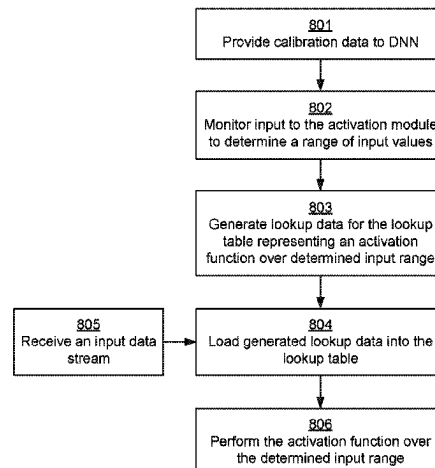 801
Provide calibration data to DNN
802
Monitor input to the activation module
to determine a range of input values
803
Generate lookup data for the lookup
table representing an activation
function over determined input range
805
Receive an input data
stream
804
Load generated lookup data into the
lookup table
806
Perform the activation function over
the determined input range